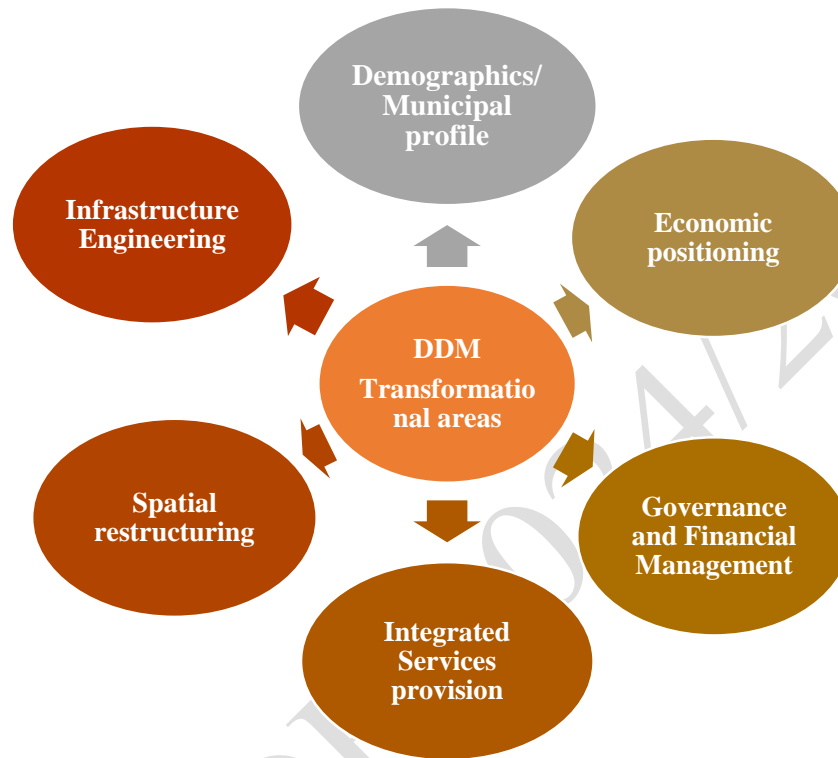 Demographics/
Municipal
profile
Infrastructure
Engineering
Economic
positioning
DDM
Transformatio
nal areas
Spatial
restructuring
Governance
and Financial
Management
Integrated
Services
provision